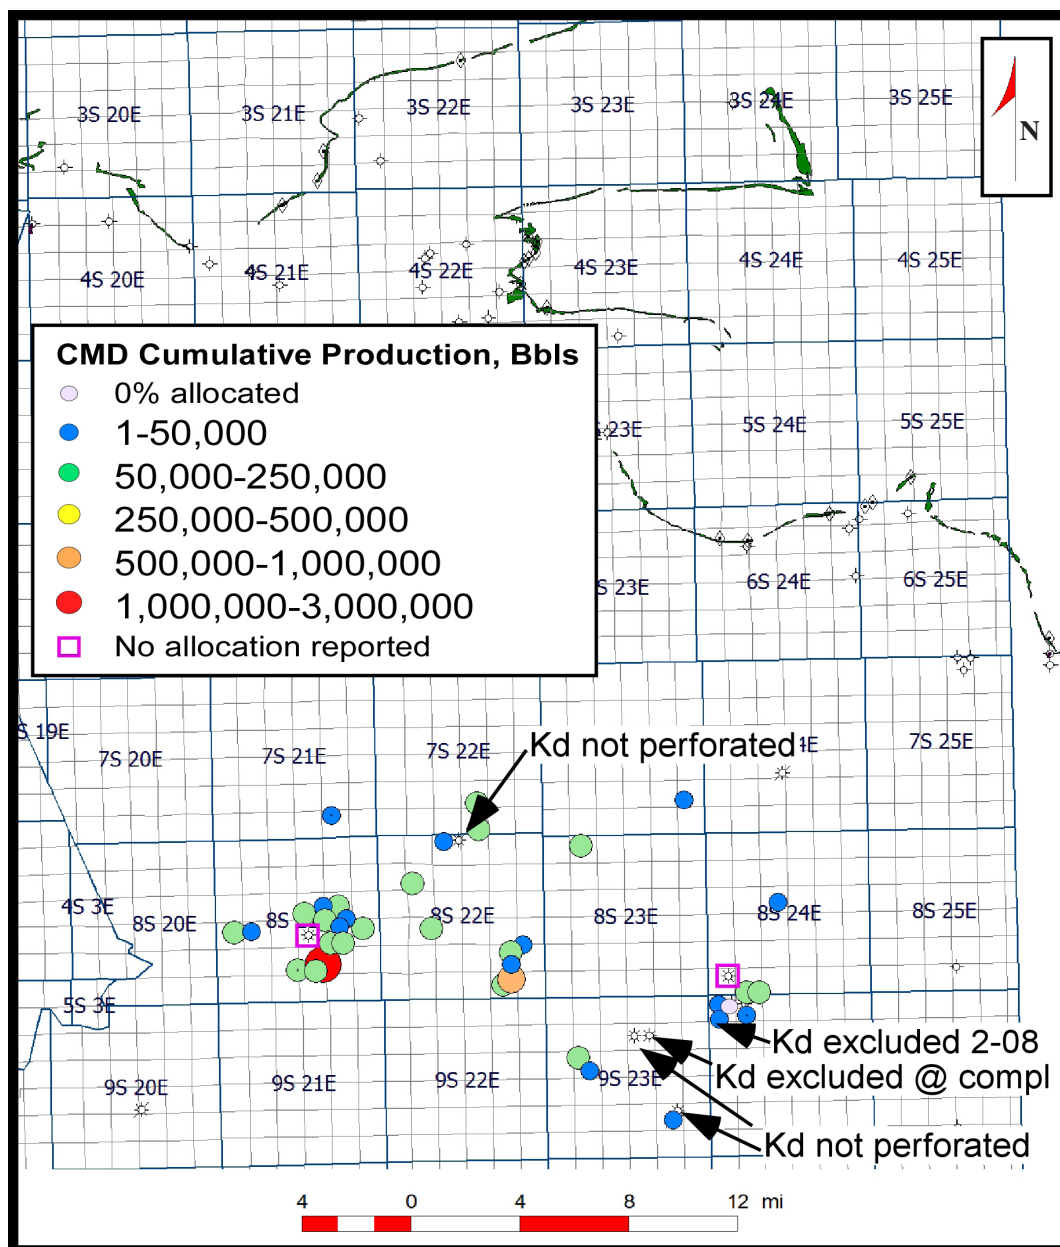 3S 20E
3S 21E
3S 22E
3S 23E
3S 24E
3S 25E
N
4S 20E
4S 21E
4S 22E
4S 23E
4S 24E
4S 25E
CMD Cumulative Production, Bbls
0% allocated
1-50,000
50,000-250,000
250,000-500,000
500,000-1,000,000
1,000,000-3,000,000
No allocation reported
23E
5S 24E
5S 25E
S 23E
6S 24E
6S 25E
S 19E
7S 20E
7S 21E
7S 22E
Kd not perforated
4E
7S 25E
4S 3E
8S 20E
8S
8S 22E
8S 23E
8S 24E
8S 25E
5S 3E
Kd excluded 2-08
9S 20E
9S 21E
9S 22E
9S 23E
Kd excluded @ compl
Kd not perforated
4 0 4 8 12 mi